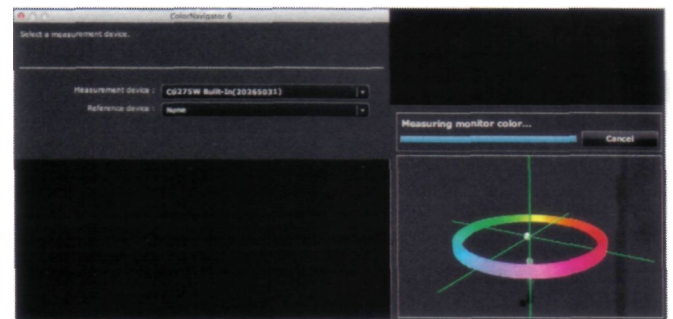 ColorNavigator 6
Select a measurement device.
Measurement device : CG275W Built-In(20265031)
Reference device : None
Measuring monitor color...
Cancel